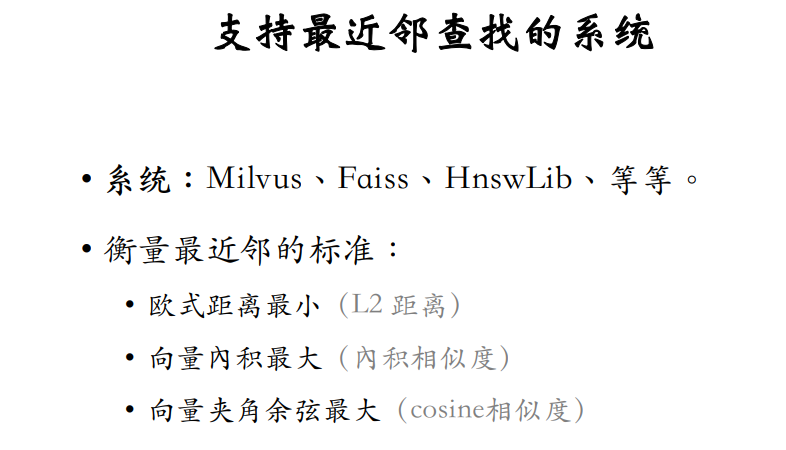 支持最近邻查找的系统
• 系统：Milvus、Faiss、HnswLib、等等。
• 衡量最近邻的标准：
• 欧式距离最小（L2 距离）
• 向量内积最大（内积相似度）
• 向量夹角余弦最大（cosine相似度）